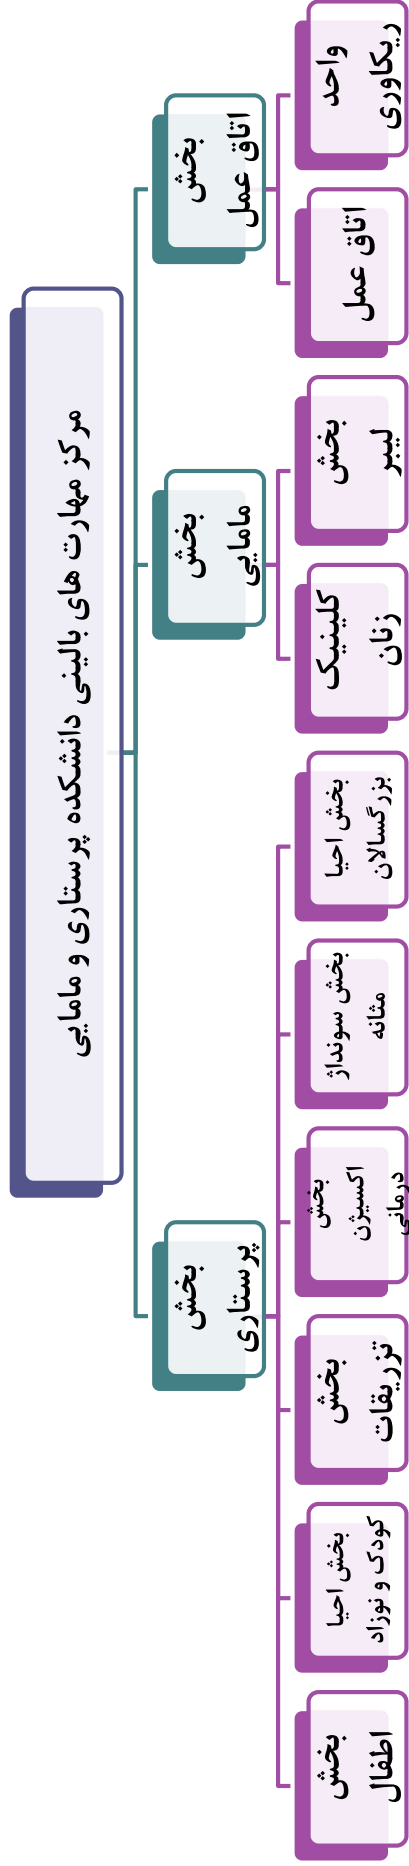 مرکز مهارت های بالینی دانشکده پرستاری و مامایی
بخش
اتاق عمل
بخش
مامایی
بخش
پرستاری
واحد
ریکاوری
اتاق عمل
بخش
لیبر
کلینیک
زنان
بخش احیا
بزرگسالان
بخش سونداژ
مثانه
بخش
اکسیژن
درمانی
بخش
تزریقات
بخش احیا
کودک و نوزاد
بخش
اطفال